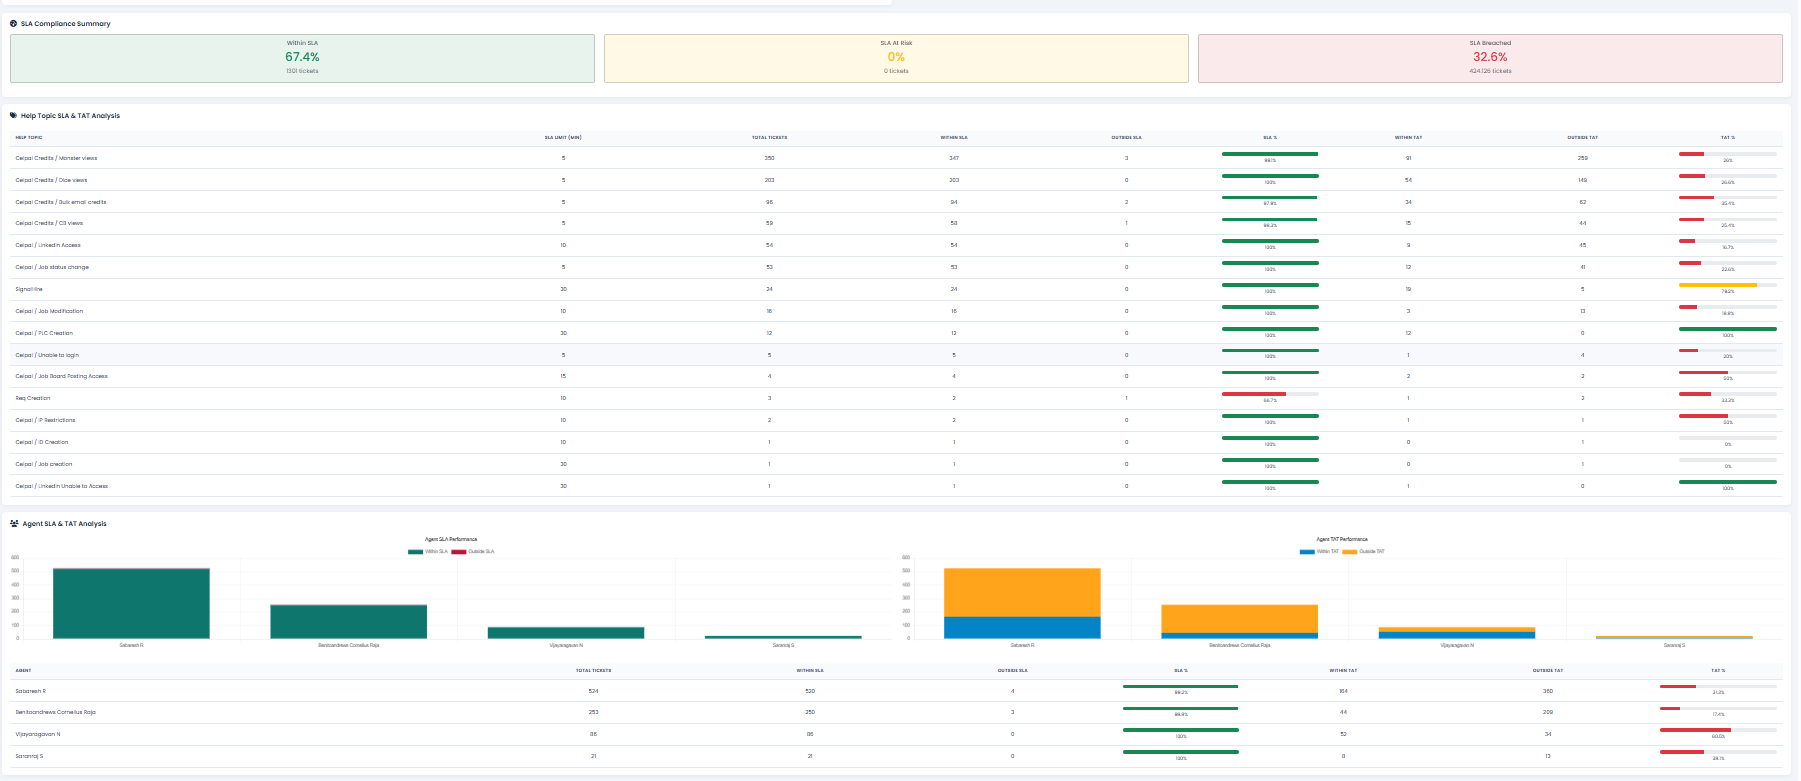 SLA Compliance Summary
Within SLA
67.4%
1301 tickets
SLA At Risk
0%
0 tickets
SLA Breached
32.6%
424.126 tickets
Help Topic SLA & TAT Analysis
HELP TOPIC SLA LIMIT (MIN) TOTAL TICKETS WITHIN SLA OUTSIDE SLA SLA % WITHIN TAT OUTSIDE TAT TAT %
Ceipal Credits / Monster views 5 350 347 3 99.1% 91 259 26%
Ceipal Credits / Dice views 5 203 203 0 100% 54 149 26.6%
Ceipal Credits / Bulk email credits 5 96 94 2 97.9% 34 62 35.4%
Ceipal Credits / CB views 5 59 58 1 98.3% 15 44 25.4%
Ceipal / LinkedIn Access 10 54 54 0 100% 9 45 16.7%
Ceipal / Job status change 5 53 53 0 100% 12 41 22.6%
SignalHire 30 24 24 0 100% 19 5 79.2%
Ceipal / Job Modification 10 16 16 0 100% 3 13 18.8%
Ceipal / PLC Creation 30 12 12 0 100% 12 0 100%
Ceipal / Unable to login 5 5 5 0 100% 1 4 20%
Ceipal / Job Board Posting Access 15 4 4 0 100% 2 2 50%
Req Creation 10 3 2 1 66.7% 1 2 33.3%
Ceipal / IP Restrictions 10 2 2 0 100% 1 1 50%
Ceipal / ID Creation 10 1 1 0 100% 0 1 0%
Ceipal / Job creation 30 1 1 0 100% 0 1 0%
Ceipal / LinkedIn Unable to Access 30 1 1 0 100% 1 0 100%
Agent SLA & TAT Analysis
Agent SLA Performance
Within SLA Outside SLA
600
500
400
300
200
100
0
Sabaresh R Benitoandrews Cornelius Raja Vijayaragavan N Saranraj S
Agent TAT Performance
Within TAT Outside TAT
600
500
400
300
200
100
0
Sabaresh R Benitoandrews Cornelius Raja Vijayaragavan N Saranraj S
AGENT TOTAL TICKETS WITHIN SLA OUTSIDE SLA SLA % WITHIN TAT OUTSIDE TAT TAT %
Sabaresh R 524 520 4 99.2% 164 360 31.3%
Benitoandrews Cornelius Raja 253 250 3 98.8% 44 209 17.4%
Vijayaragavan N 86 86 0 100% 52 34 60.5%
Saranraj S 21 21 0 100% 8 13 38.1%